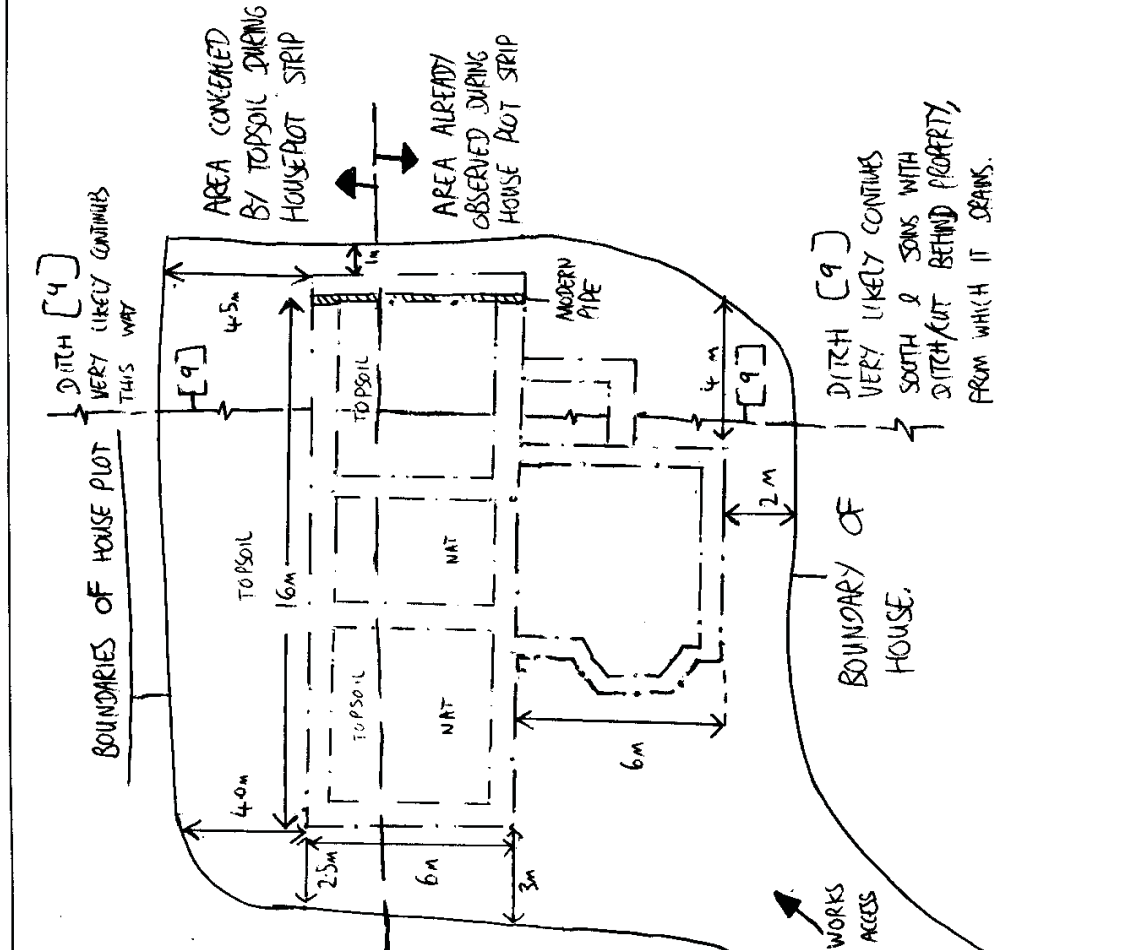 AREA CONCEALED
BY TOPSOIL DURING
HOUSEPLOT STRIP
AREA ALREADY
OBSERVED DURING
HOUSE PLOT STRIP
DITCH [4]
VERY LIKELY CONTINUES
THIS WAY
BOUNDARIES OF HOUSE PLOT
[9]
4.5m
1m
MODERN
PIPE
TOPSOIL
TOPSOIL
16m
NAT
TOPSOIL
NAT
4m
[9]
2M
DITCH [9]
VERY LIKELY CONTIUES
SOUTH & JOINS WITH
DITCH/CUT BEHIND PROPERTY,
FROM WHICH IT DRAINS.
BOUNDARY OF
HOUSE.
6M
4.0m
2.5m
6m
3m
WORKS
ACCESS